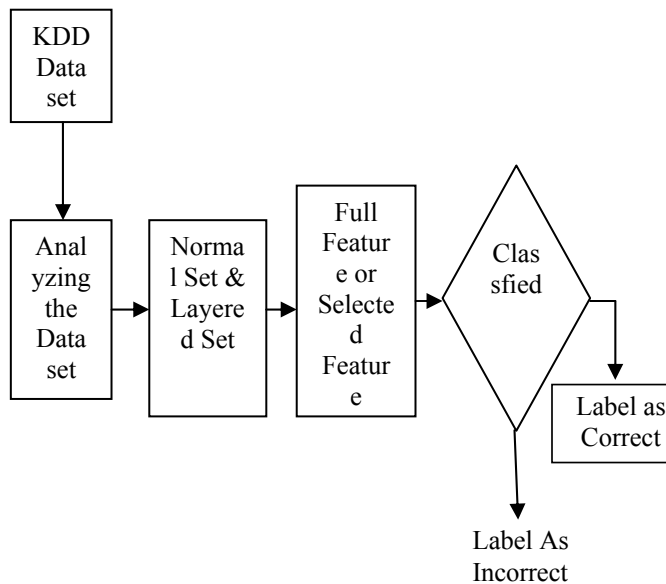 KDD
Data
set
Anal
yzing
the
Data
set
Norma
l Set &
Layere
d Set
Full
Featur
e or
Selecte
d
Featur
e
Clas
sfied
Label as
Correct
Label As
Incorrect